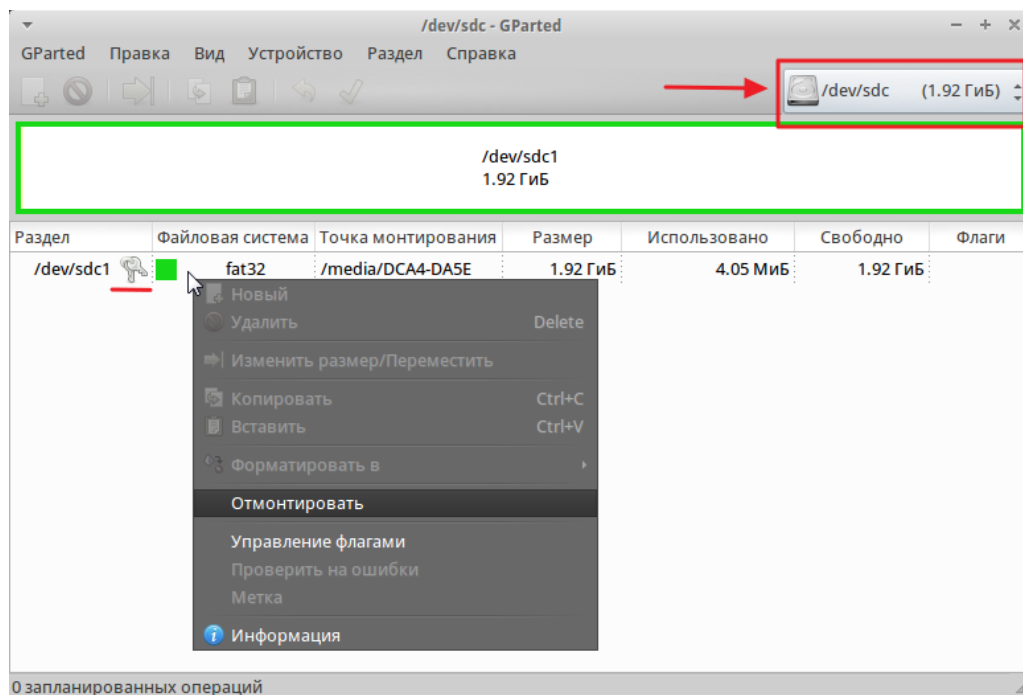 /dev/sdc - GParted
GParted Правка Вид Устройство Раздел Справка
/dev/sdc (1.92 ГиБ)
/dev/sdc1
1.92 ГиБ
Раздел Файловая система Точка монтирования Размер Использовано Свободно Флаги
/dev/sdc1 fat32 /media/DCA4-DA5E 1.92 ГиБ 4.05 МиБ 1.92 ГиБ
Новый
Удалить Delete
Изменить размер/Переместить
Копировать Ctrl+C
Вставить Ctrl+V
Форматировать в
Отмонтировать
Управление флагами
Проверить на ошибки
Метка
Информация
0 запланированных операций